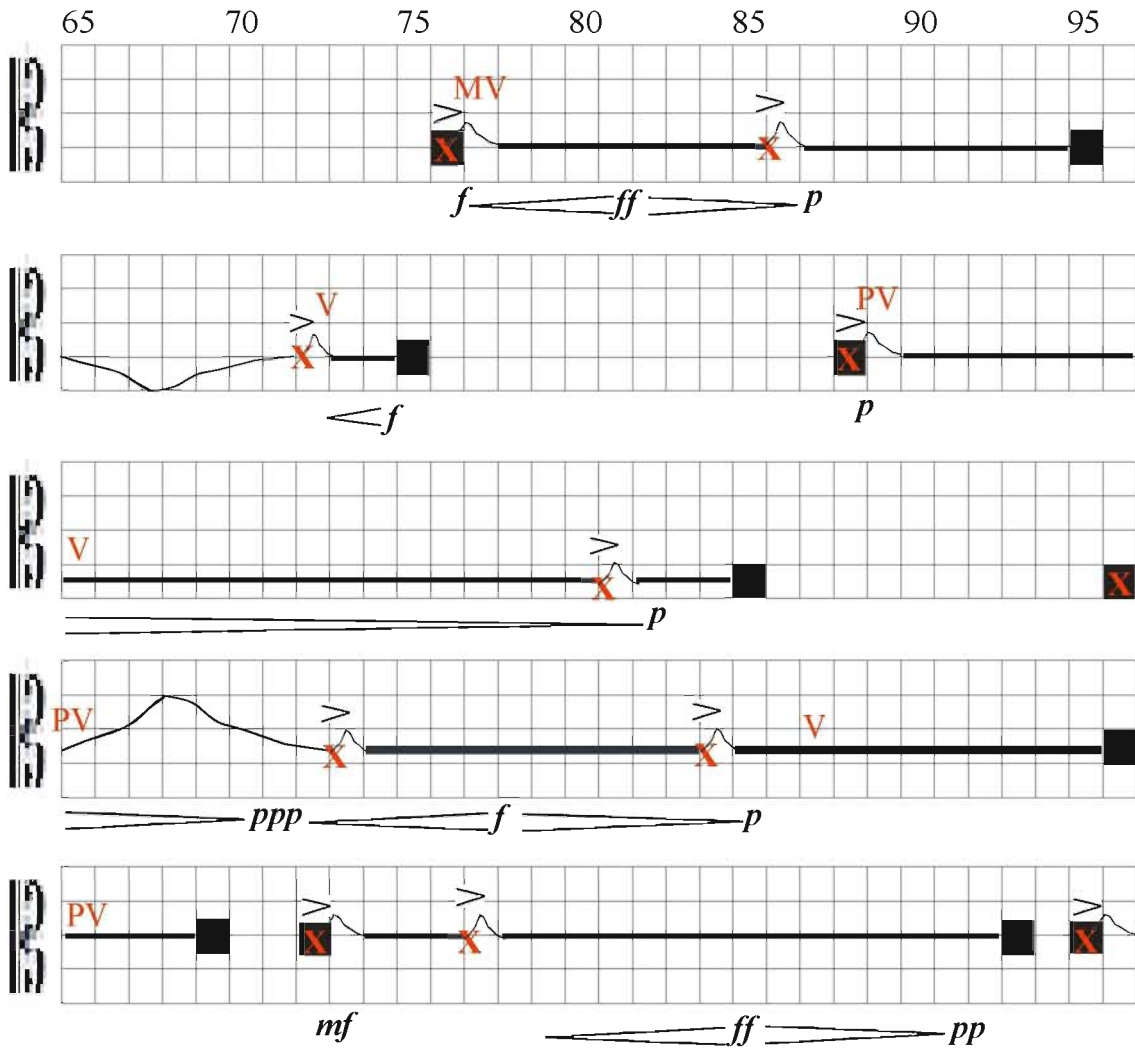 65 70 75 80 85 90 95
MV
> >
X X
f ff p
V PV
> >
X X
f p
V
>
X X
p
PV V
> >
X X
ppp f p
PV
> > >
X X X
mf ff pp